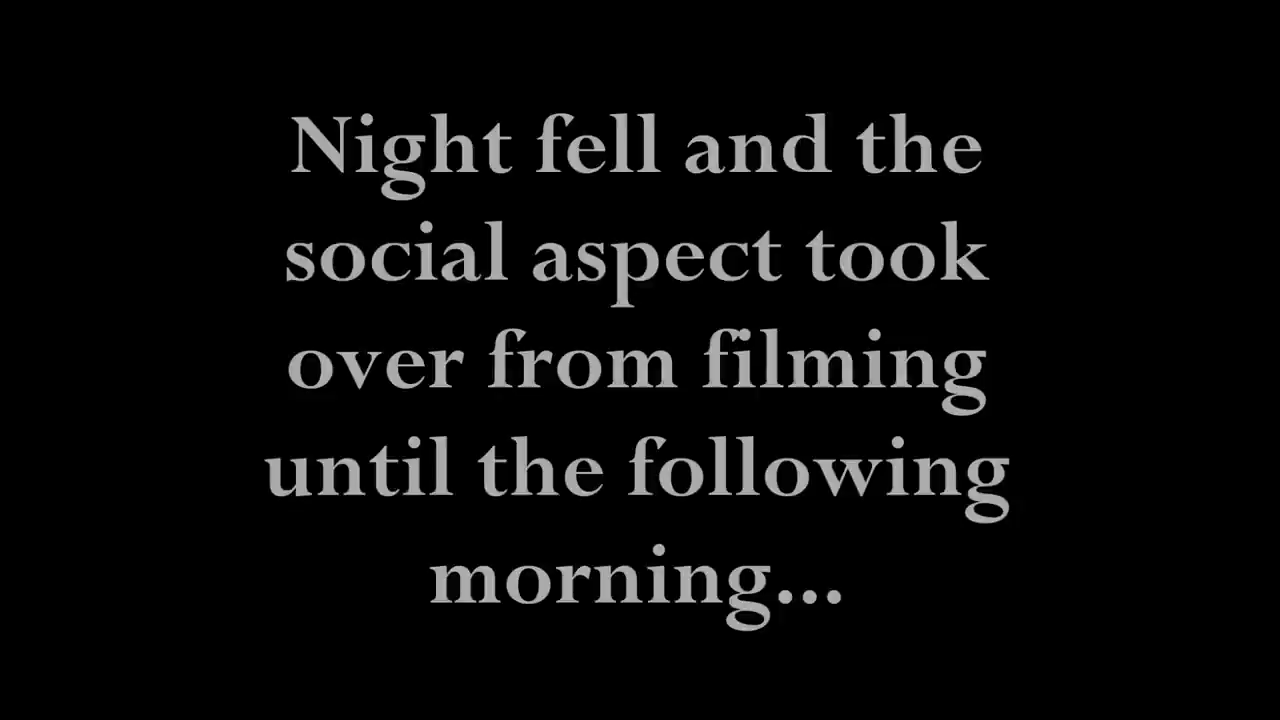 Night fell and the
social aspect took
over from filming
until the following
morning...